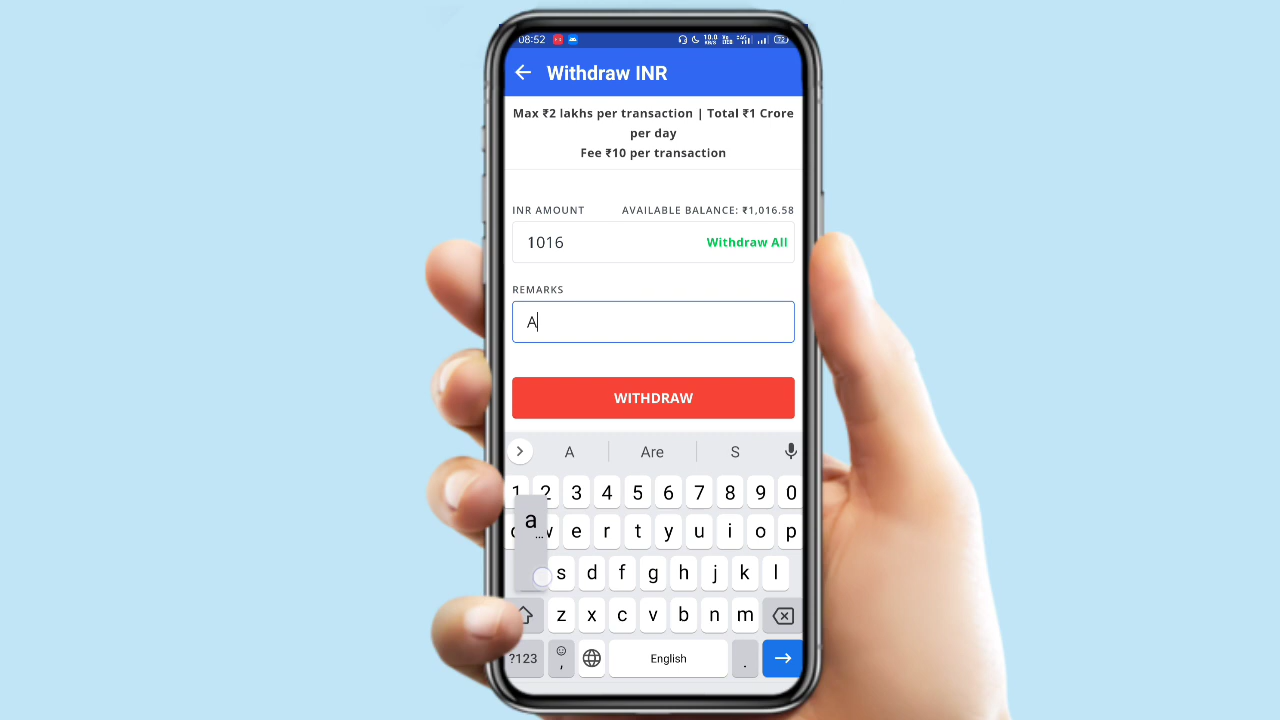 08:52
Withdraw INR
Max ₹2 lakhs per transaction | Total ₹1 Crore
per day
Fee ₹10 per transaction
INR AMOUNT AVAILABLE BALANCE: ₹1,016.58
1016 Withdraw All
REMARKS
A
WITHDRAW
A Are S
1 2 3 4 5 6 7 8 9 0
e r t y u i o p
a
s d f g h j k l
z x c v b n m
?123 , English .